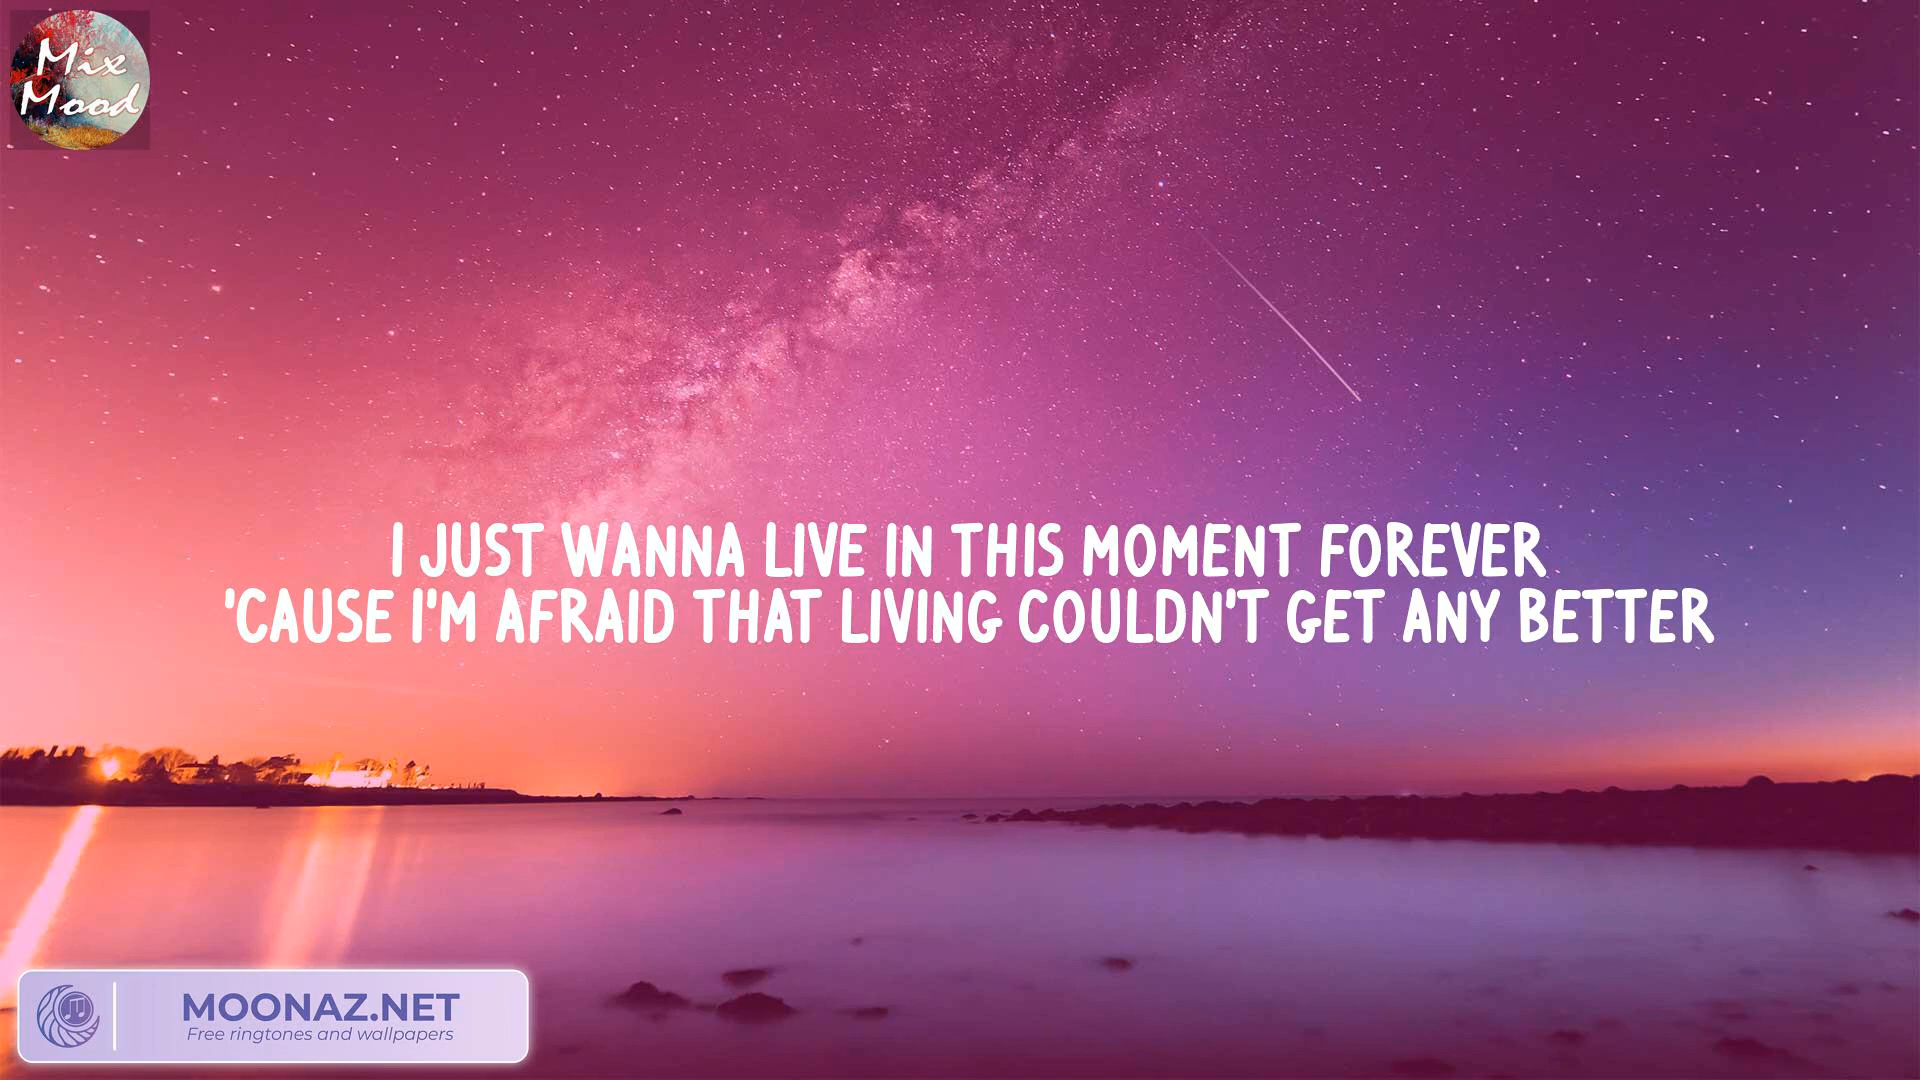 Mix
Mood
I JUST WANNA LIVE IN THIS MOMENT FOREVER
'CAUSE I'M AFRAID THAT LIVING COULDN'T GET ANY BETTER
MOONAZ.NET
Free ringtones and wallpapers